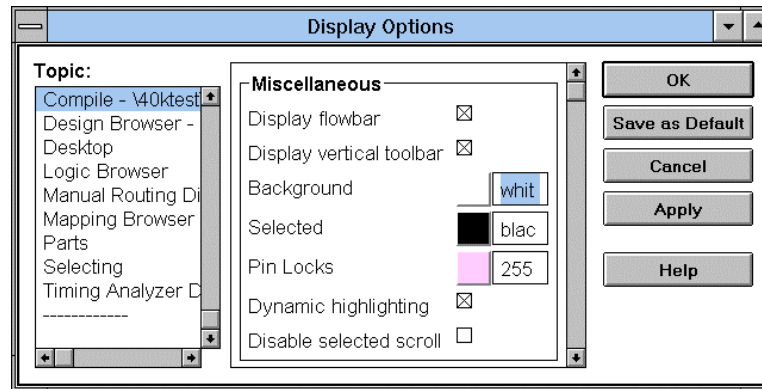 Display Options
Topic:
Compile - \40ktest
Design Browser -
Desktop
Logic Browser
Manual Routing Di
Mapping Browser
Parts
Selecting
Timing Analyzer D
------------
Miscellaneous
Display flowbar
Display vertical toolbar
Background whit
Selected blac
Pin Locks 255
Dynamic highlighting
Disable selected scroll
OK
Save as Default
Cancel
Apply
Help